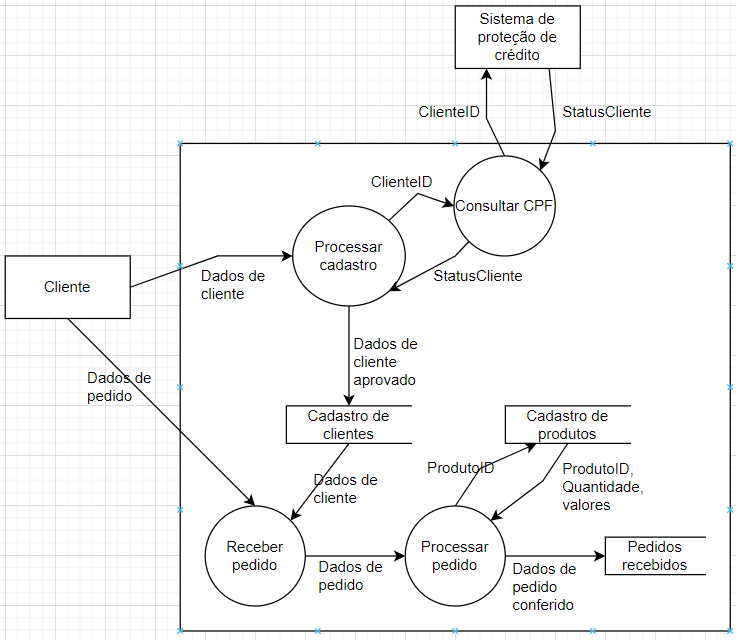 Sistema de
proteção de
crédito
ClienteID
StatusCliente
ClienteID
Consultar CPF
Processar
cadastro
StatusCliente
Cliente
Dados de
cliente
Dados de
cliente
aprovado
Dados de
pedido
Cadastro de
clientes
Cadastro de
produtos
Dados de
cliente
ProdutoID
ProdutoID,
Quantidade,
valores
Receber
pedido
Dados de
pedido
Processar
pedido
Dados de
pedido
conferido
Pedidos
recebidos